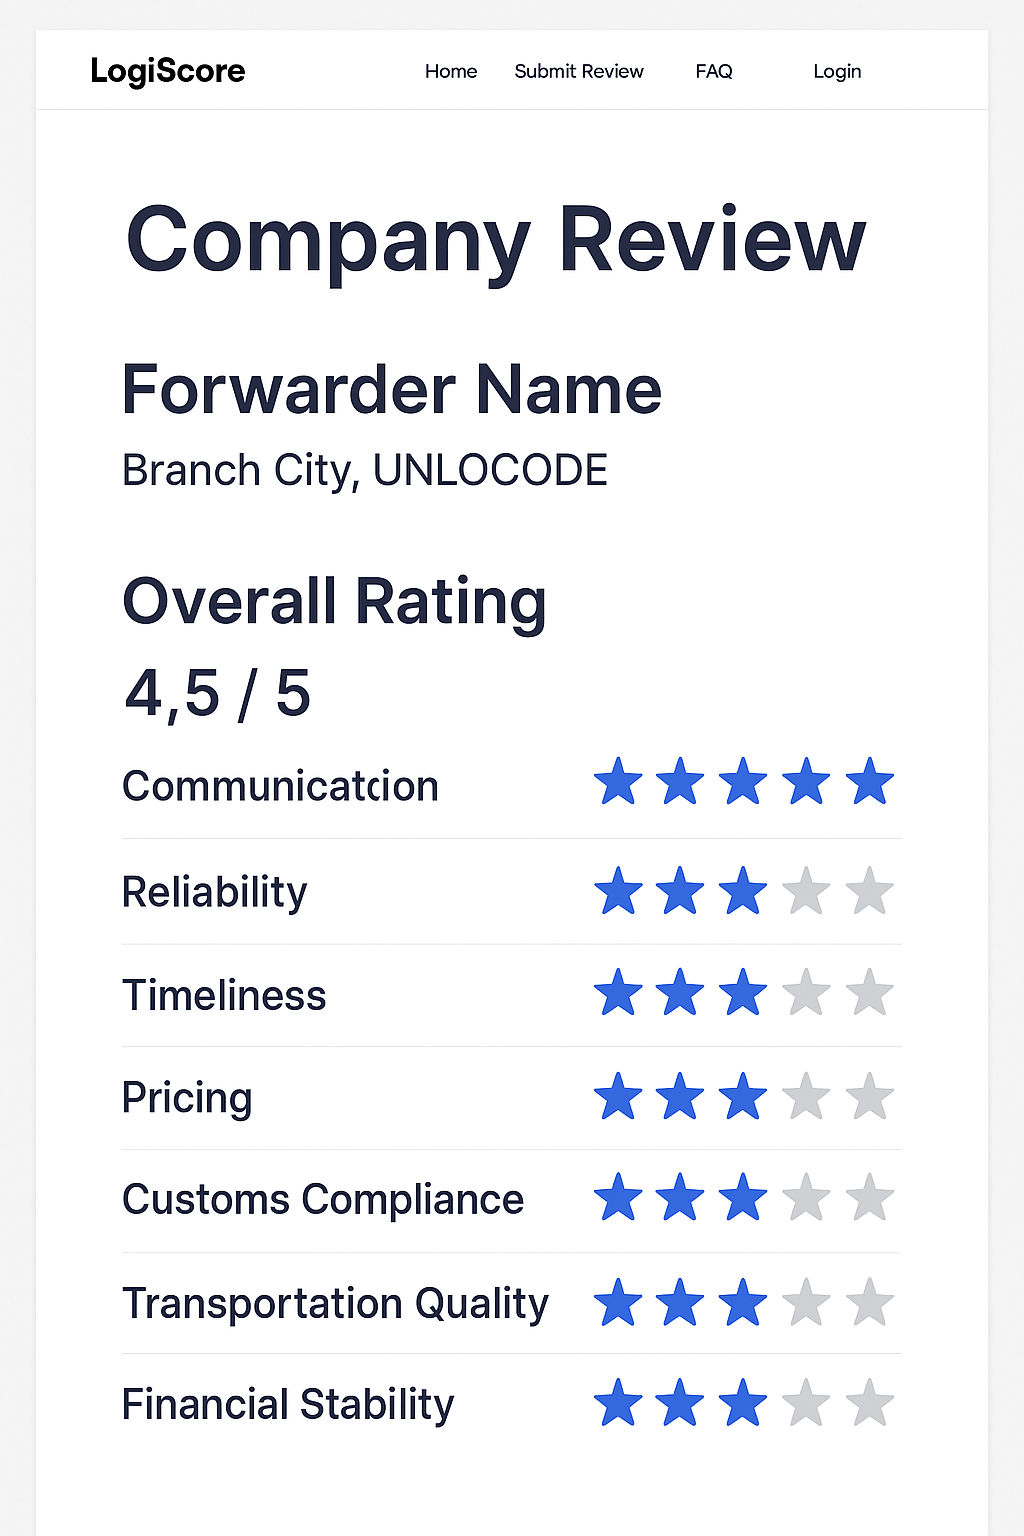 LogiScore
Home Submit Review FAQ Login
Company Review
Forwarder Name
Branch City, UNLOCODE
Overall Rating
4,5 / 5
Communicatcion
Reliability
Timeliness
Pricing
Customs Compliance
Transportation Quality
Financial Stability